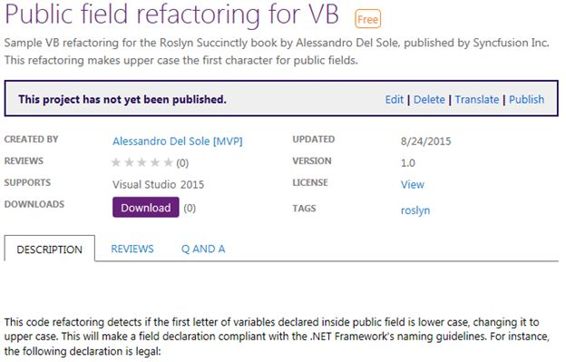 Public field refactoring for VB Free
Sample VB refactoring for the Roslyn Succinctly book by Alessandro Del Sole, published by Syncfusion Inc.
This refactoring makes upper case the first character for public fields.
This project has not yet been published. Edit | Delete | Translate | Publish
CREATED BY Alessandro Del Sole [MVP] UPDATED 8/24/2015
REVIEWS (0) VERSION 1.0
SUPPORTS Visual Studio 2015 LICENSE View
DOWNLOADS Download (0) TAGS roslyn
DESCRIPTION REVIEWS Q AND A
This code refactoring detects if the first letter of variables declared inside public field is lower case, changing it to
upper case. This will make a field declaration compliant with the .NET Framework's naming guidelines. For instance,
the following declaration is legal: